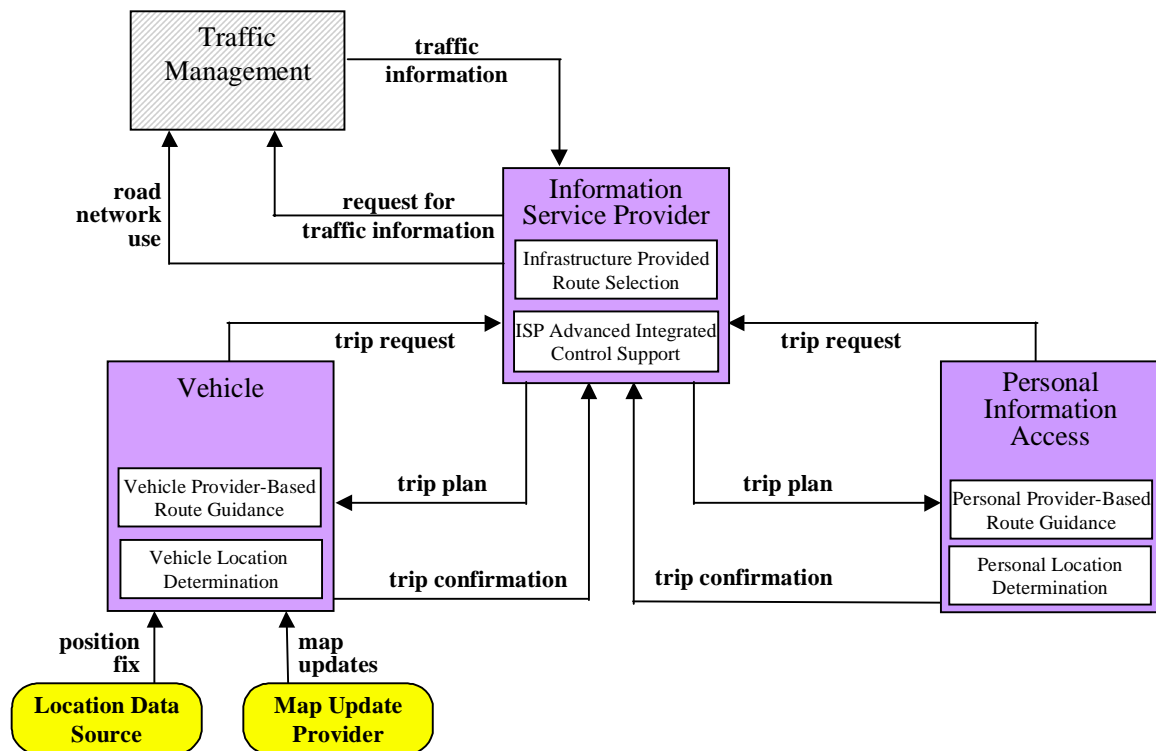 Traffic
Management
traffic
information
road
network
use
request for
traffic information
Information
Service Provider
Infrastructure Provided
Route Selection
ISP Advanced Integrated
Control Support
trip request
trip request
Vehicle
Vehicle Provider-Based
Route Guidance
Vehicle Location
Determination
Personal
Information
Access
Personal Provider-Based
Route Guidance
Personal Location
Determination
trip plan
trip plan
trip confirmation
trip confirmation
position
fix
map
updates
Location Data
Source
Map Update
Provider